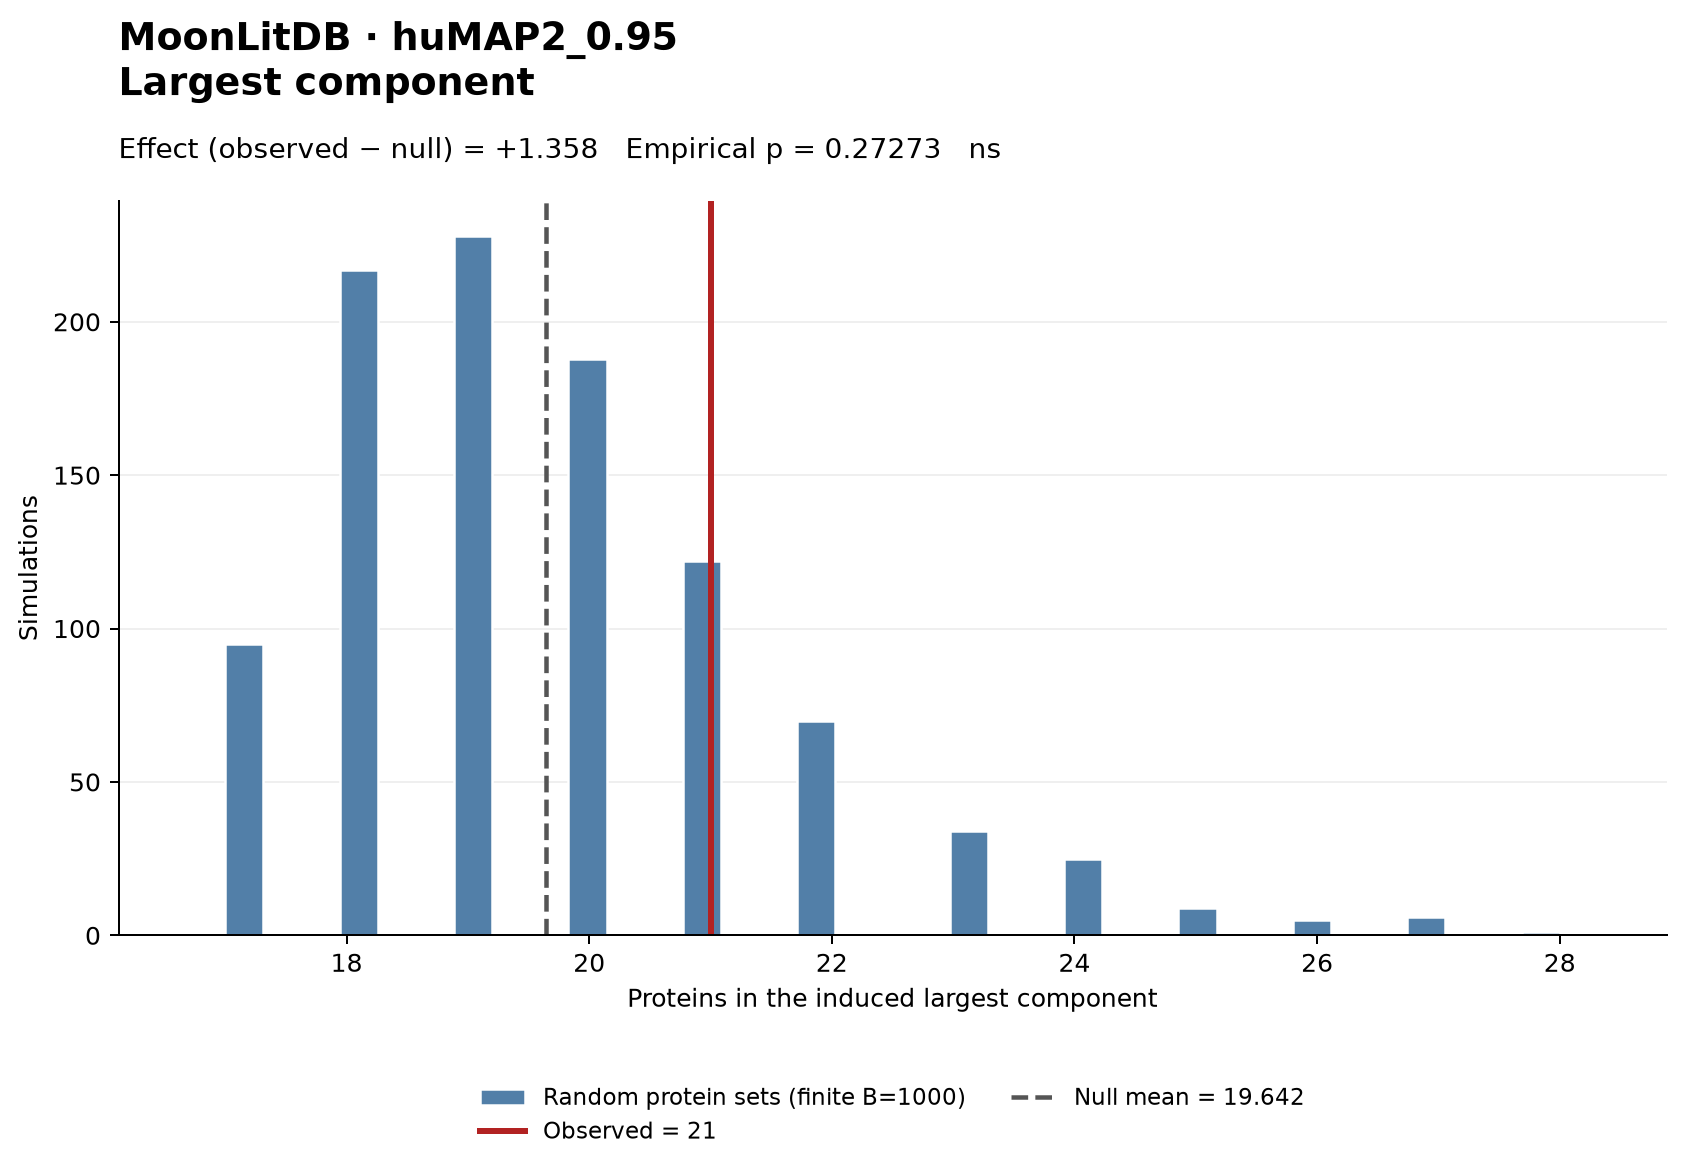 MoonLitDB · huMAP2_0.95
Largest component
Effect (observed − null) = +1.358   Empirical p = 0.27273   ns
Simulations
200
150
100
50
0
18
20
22
24
26
28
Proteins in the induced largest component
Random protein sets (finite B=1000)
Observed = 21
Null mean = 19.642